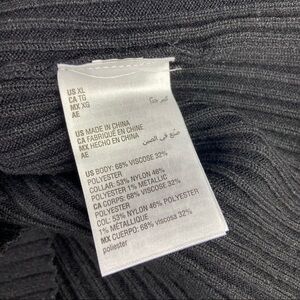 US XL
CA TG
MX XG
AE كبير جدًا
US MADE IN CHINA
CA FABRIQUÉ EN CHINE
MX HECHO EN CHINA
AE صنع في الصين
US BODY: 68% VISCOSE 32%
POLYESTER
COLLAR: 53% NYLON 46%
POLYESTER 1% METALLIC
CA CORPS: 68% VISCOSE 32%
POLYESTER
COL: 53% NYLON 46% POLYESTER
1% MÉTALLIQUE
MX CUERPO: 68% viscosa 32%
poliester